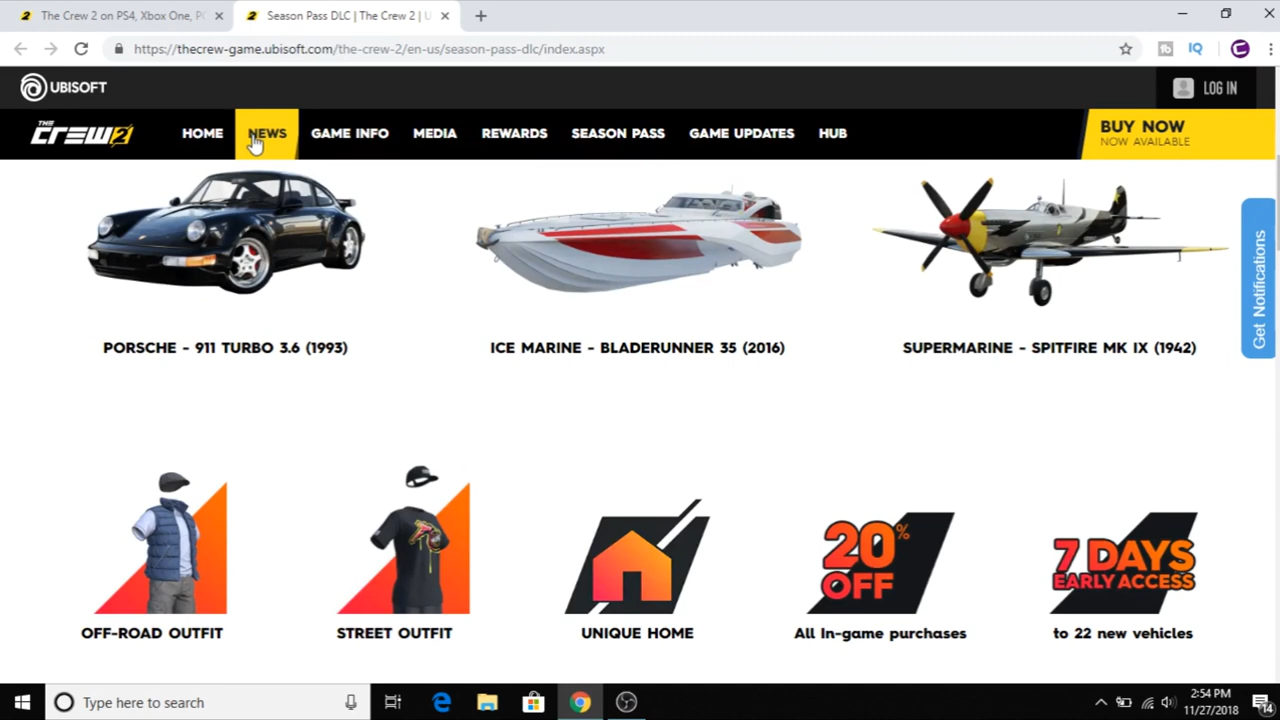 The Crew 2 on PS4, Xbox One, PC
Season Pass DLC | The Crew 2 | U
https://thecrew-game.ubisoft.com/the-crew-2/en-us/season-pass-dlc/index.aspx
IQ
UBISOFT
LOG IN
THE CREW 2
HOME NEWS GAME INFO MEDIA REWARDS SEASON PASS GAME UPDATES HUB
BUY NOW
NOW AVAILABLE
Get Notifications
PORSCHE - 911 TURBO 3.6 (1993)
ICE MARINE - BLADERUNNER 35 (2016)
SUPERMARINE - SPITFIRE MK IX (1942)
20% OFF
7 DAYS
EARLY ACCESS
OFF-ROAD OUTFIT
STREET OUTFIT
UNIQUE HOME
All In-game purchases
to 22 new vehicles
Type here to search
2:54 PM
11/27/2018
14